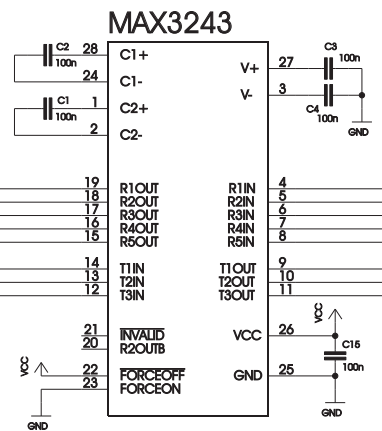 MAX3243
C2 28 C1+ V+ 27 C3
100n 100n
24 C1- V- 3
C1 1 C2+ C4 100n
100n GND
2 C2-
19 R1OUT R1IN 4
18 R2OUT R2IN 5
17 R3OUT R3IN 6
16 R4OUT R4IN 7
15 R5OUT R5IN 8
14 T1IN T1OUT 9
13 T2IN T2OUT 10
12 T3IN T3OUT 11
VCC
21 INVALID VCC 26
20 R2OUTB C15
100n
VCC 22 FORCEOFF GND 25
23 FORCEON
GND GND